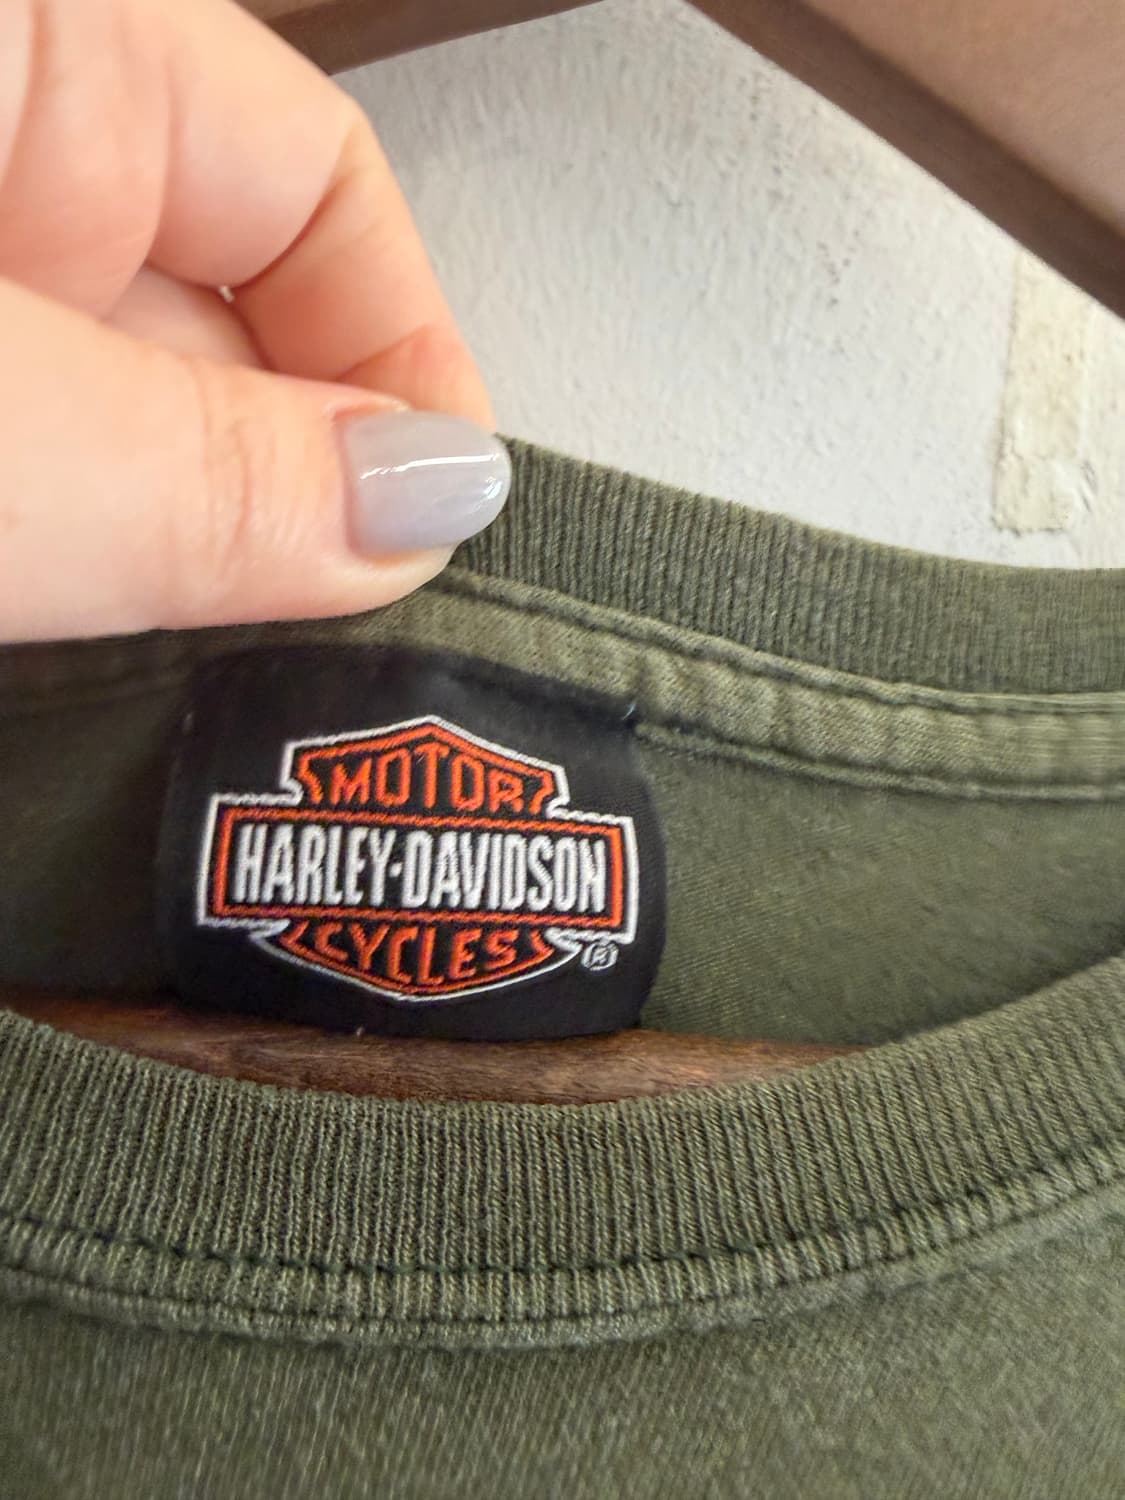 MOTOR
HARLEY-DAVIDSON
CYCLES
®